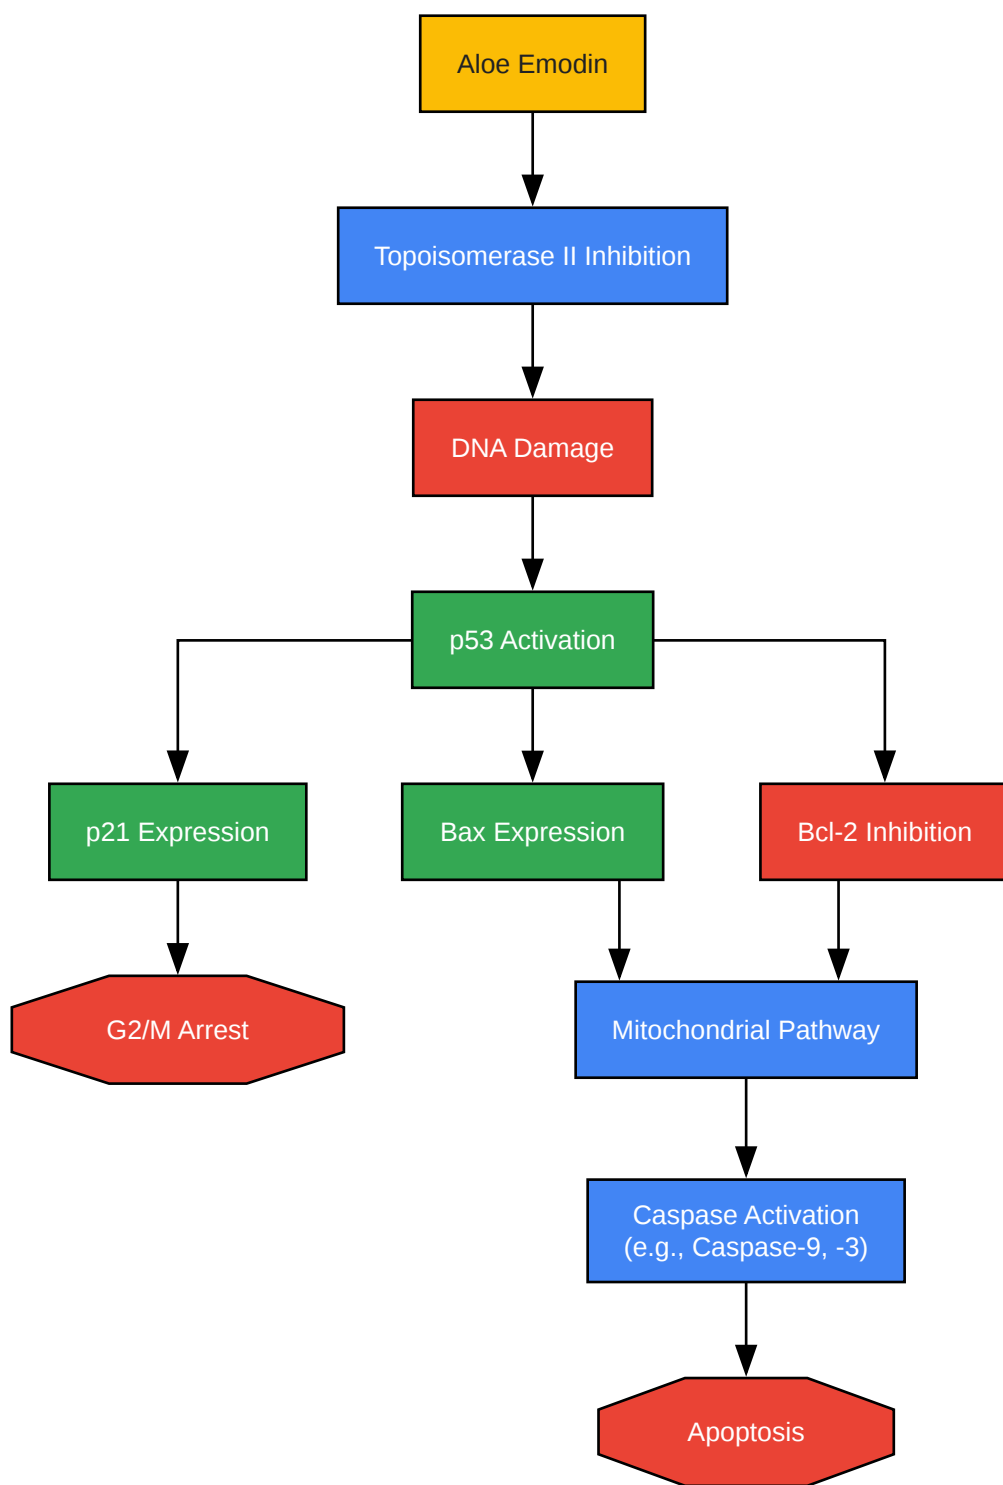 Aloe Emodin
Topoisomerase II Inhibition
DNA Damage
p53 Activation
p21 Expression
Bax Expression
Bcl-2 Inhibition
G2/M Arrest
Mitochondrial Pathway
Caspase Activation
(e.g., Caspase-9, -3)
Apoptosis